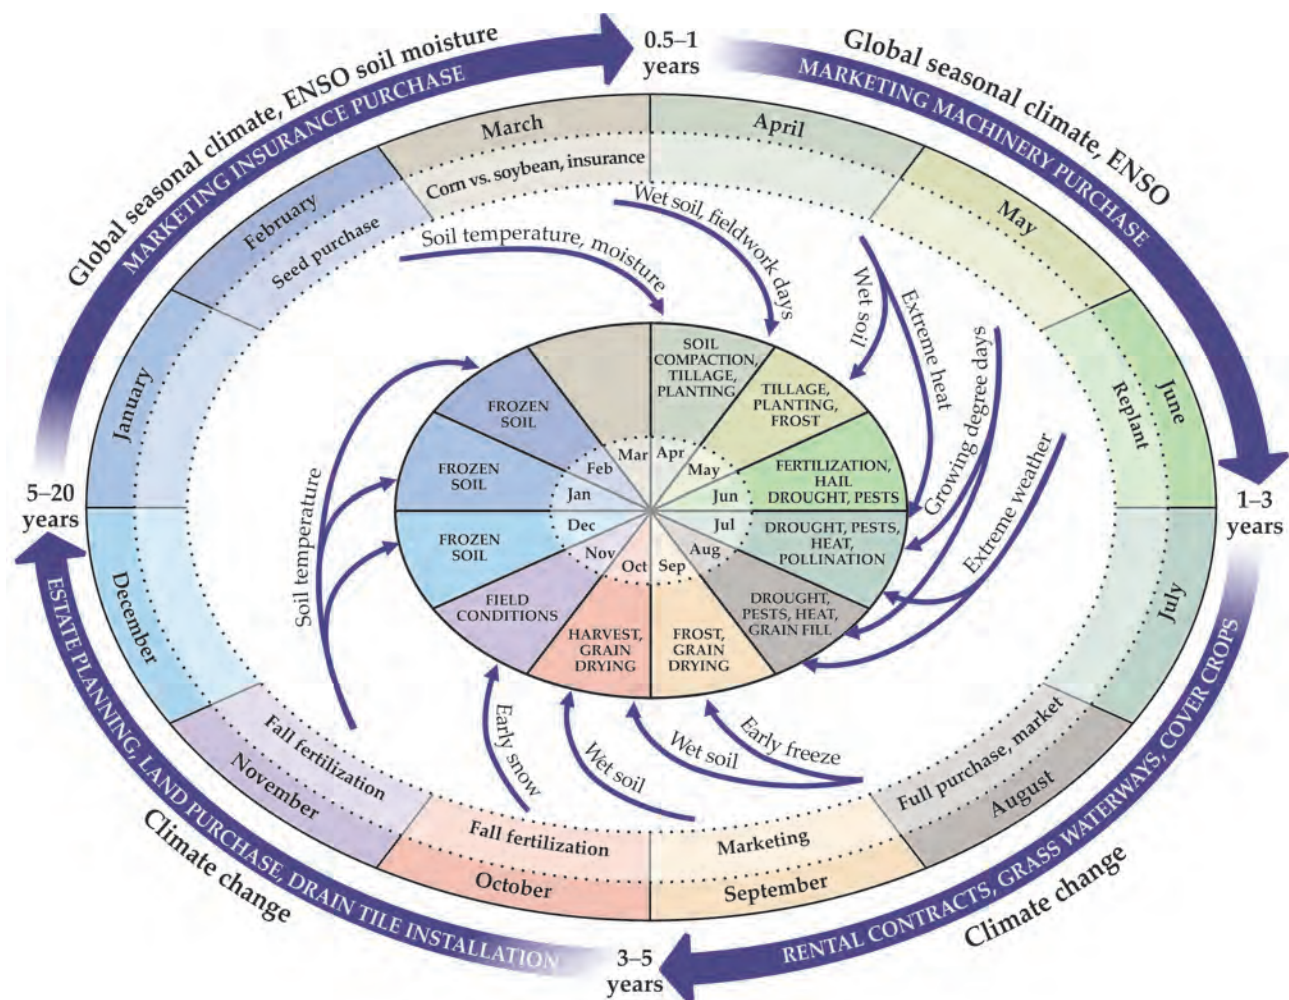 0.5–1
years
Global seasonal climate, ENSO soil moisture
MARKETING INSURANCE PURCHASE
Global seasonal climate, ENSO
MARKETING MACHINERY PURCHASE
1–3
years
RENTAL CONTRACTS, GRASS WATERWAYS, COVER CROPS
Climate change
3–5
years
ESTATE PLANNING, LAND PURCHASE, DRAIN TILE INSTALLATION
Climate change
5–20
years
January
February
Seed purchase
March
Corn vs. soybean, insurance
April
May
June
Replant
July
August
Full purchase, market
September
Marketing
October
Fall fertilization
November
Fall fertilization
December
Soil temperature, moisture
Wet soil, fieldwork days
Wet soil
Extreme heat
Growing degree days
Extreme weather
Early freeze
Wet soil
Wet soil
Early snow
Soil temperature
SOIL
COMPACTION,
TILLAGE,
PLANTING
TILLAGE,
PLANTING,
FROST
FERTILIZATION,
HAIL
DROUGHT, PESTS
DROUGHT, PESTS,
HEAT,
POLLINATION
DROUGHT,
PESTS, HEAT,
GRAIN FILL
FROST,
GRAIN
DRYING
HARVEST,
GRAIN
DRYING
FIELD
CONDITIONS
FROZEN
SOIL
FROZEN
SOIL
FROZEN
SOIL
Mar
Apr
May
Jun
Jul
Aug
Sep
Oct
Nov
Dec
Jan
Feb